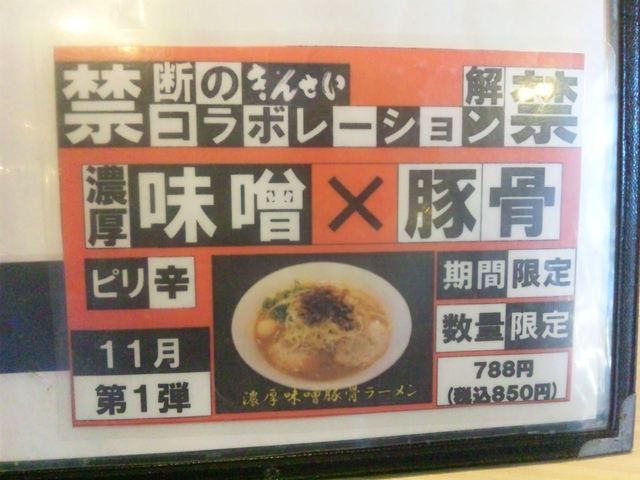 禁断のきんせい解禁
コラボレーション
濃厚味噌×豚骨
ピリ辛
期間限定
数量限定
11月
第1弾
濃厚味噌豚骨ラーメン
788円
(税込850円)